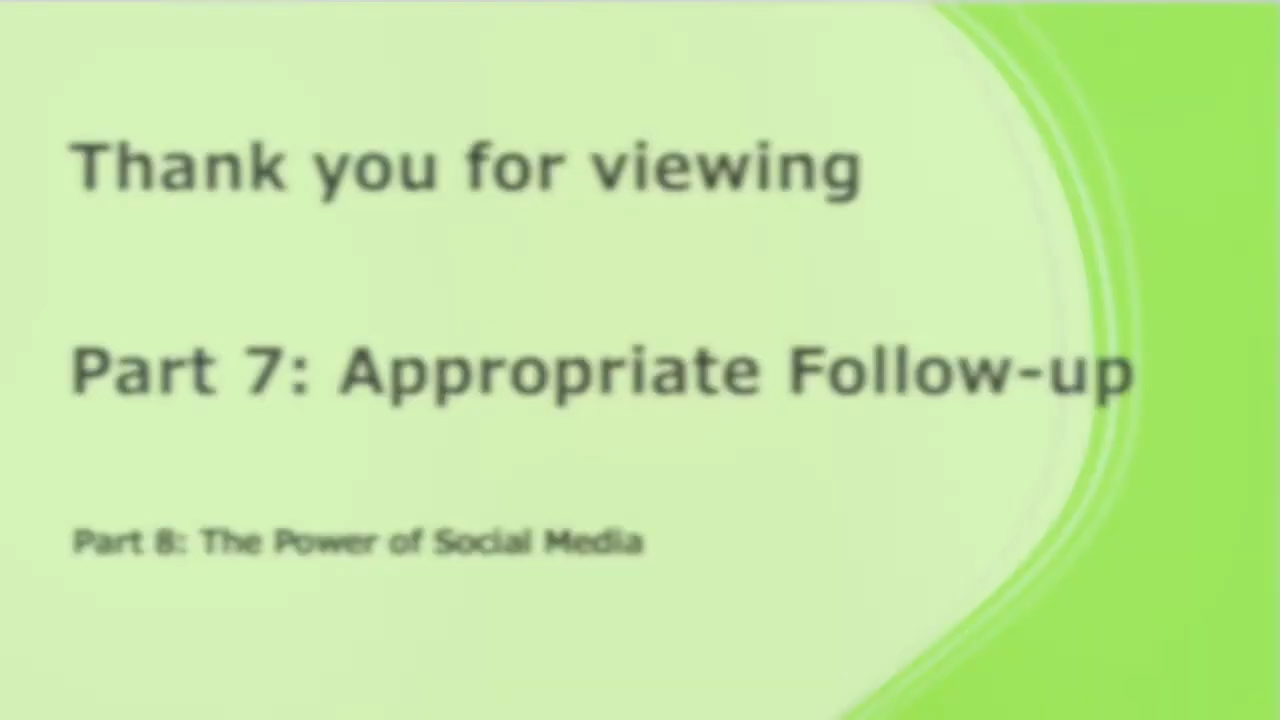 Thank you for viewing
Part 7: Appropriate Follow-up
Part 8: The Power of Social Media